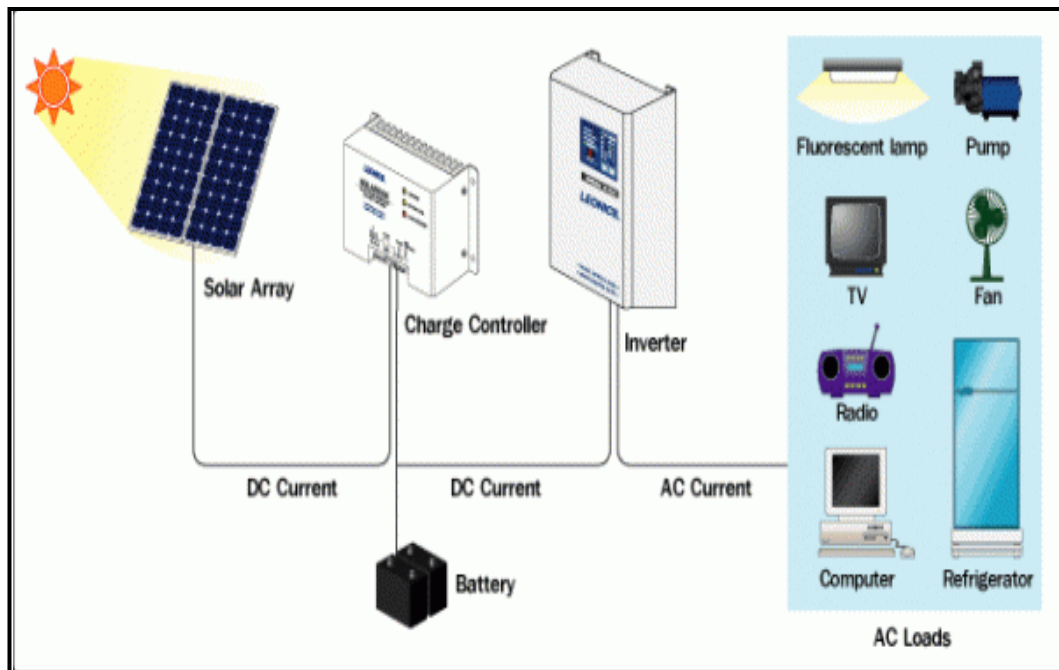 Fluorescent lamp
Pump
Solar Array
TV
Fan
Charge Controller
LEONICS
Inverter
Radio
DC Current
DC Current
AC Current
Battery
Computer
Refrigerator
AC Loads